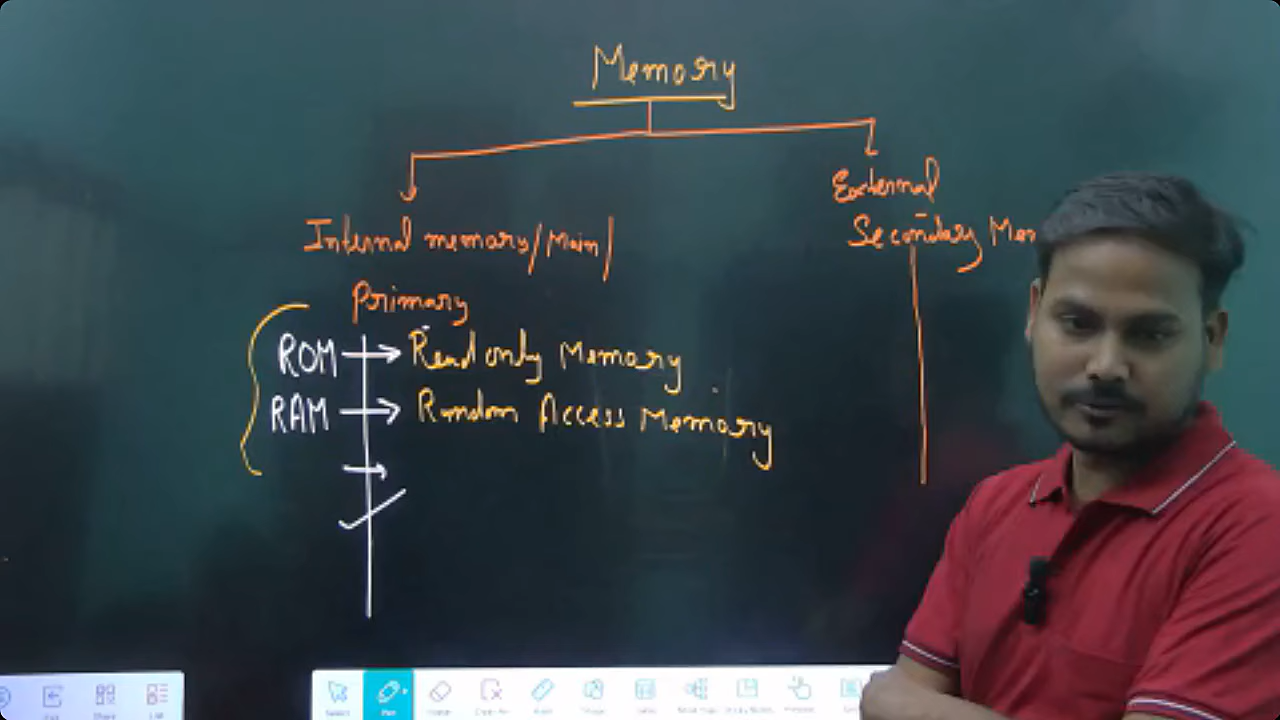 Memory
External
Internal memory/Main/
Secondary Mem
Primary
ROM → Read only Memory
RAM → Random Access Memory